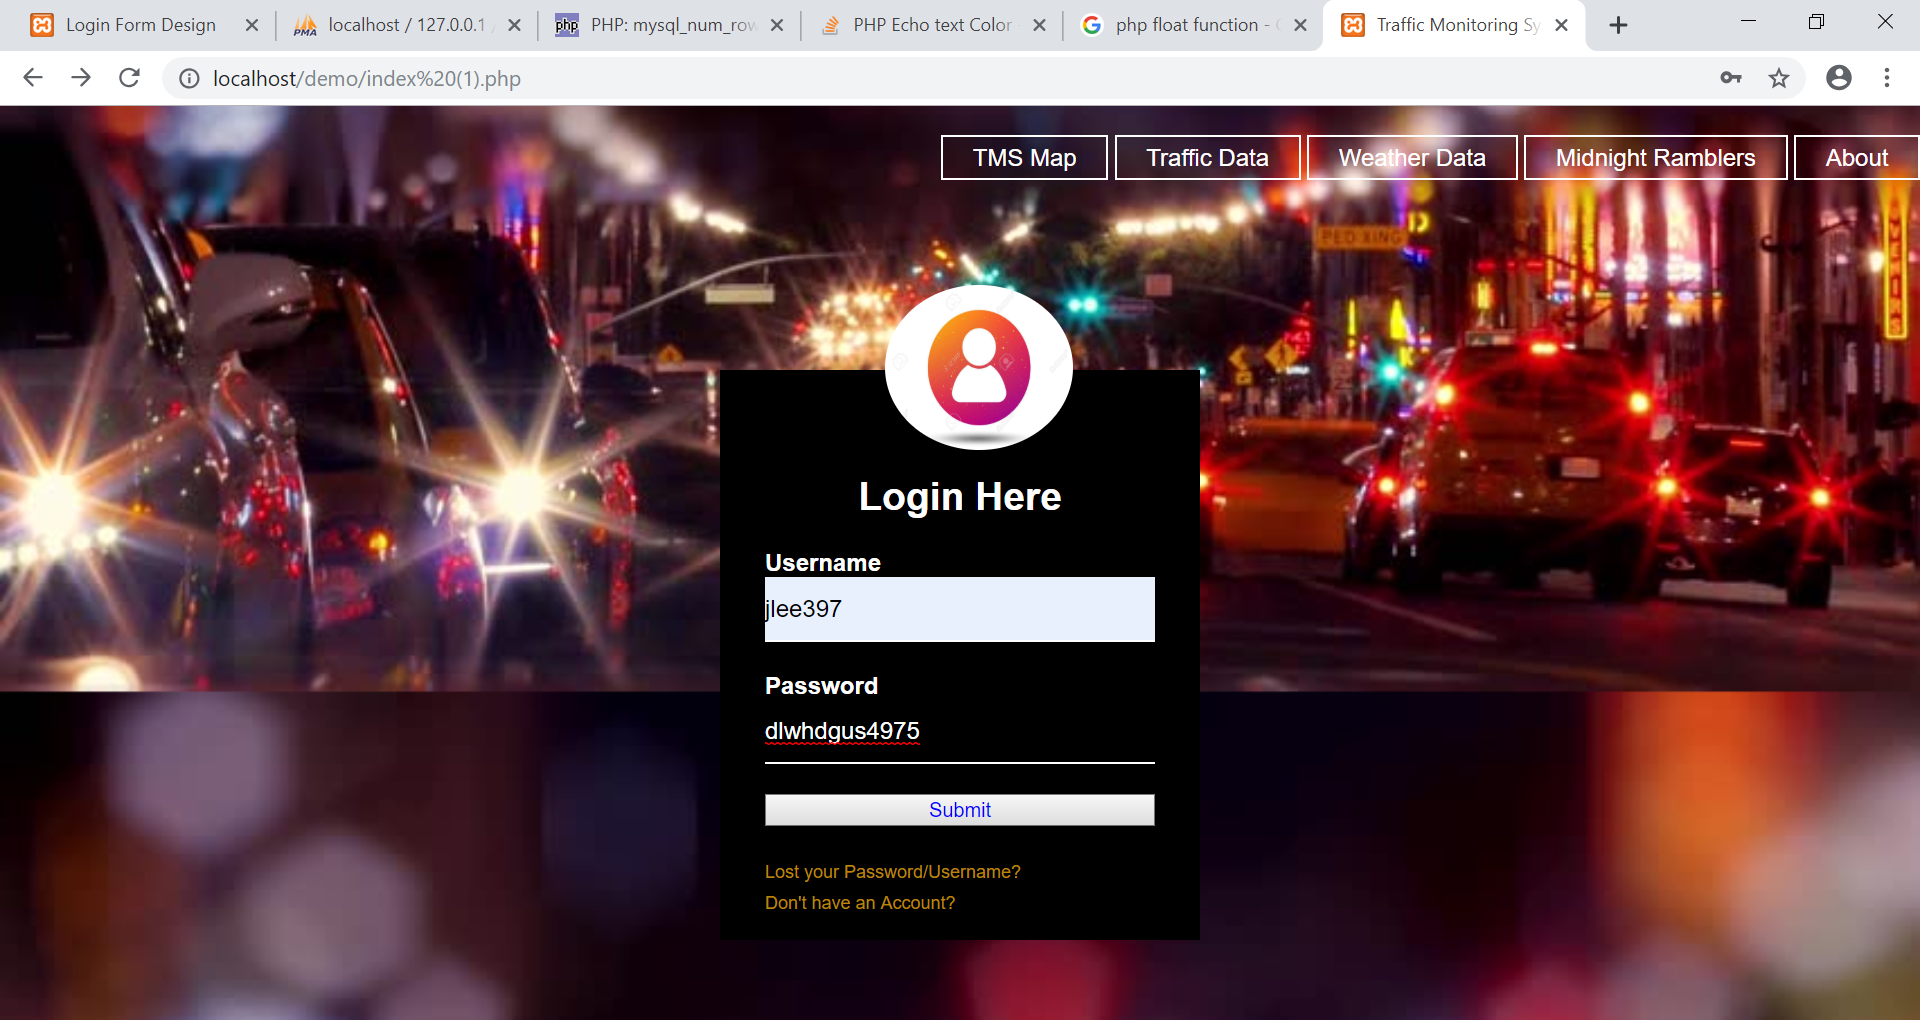 Login Form Design
localhost / 127.0.0.1
PHP: mysql_num_row
PHP Echo text Color
php float function -
Traffic Monitoring Sy
localhost/demo/index%20(1).php
TMS Map
Traffic Data
Weather Data
Midnight Ramblers
About
PED XING
Login Here
Username
jlee397
Password
dlwhdgus4975
Submit
Lost your Password/Username?
Don't have an Account?